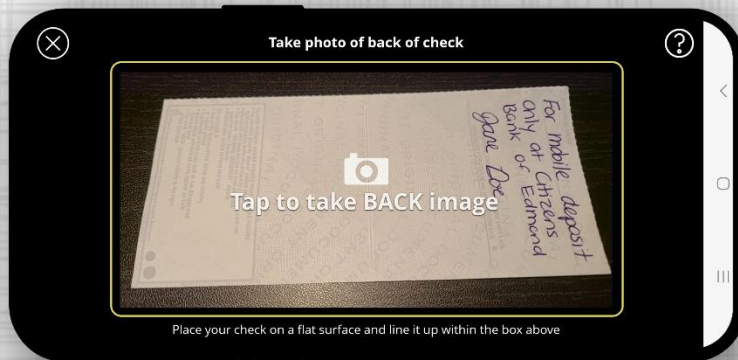 Take photo of back of check
?
For mobile deposit
only at Citizens
Bank of Edmond
Jane Doe
Tap to take BACK image
Place your check on a flat surface and line it up within the box above